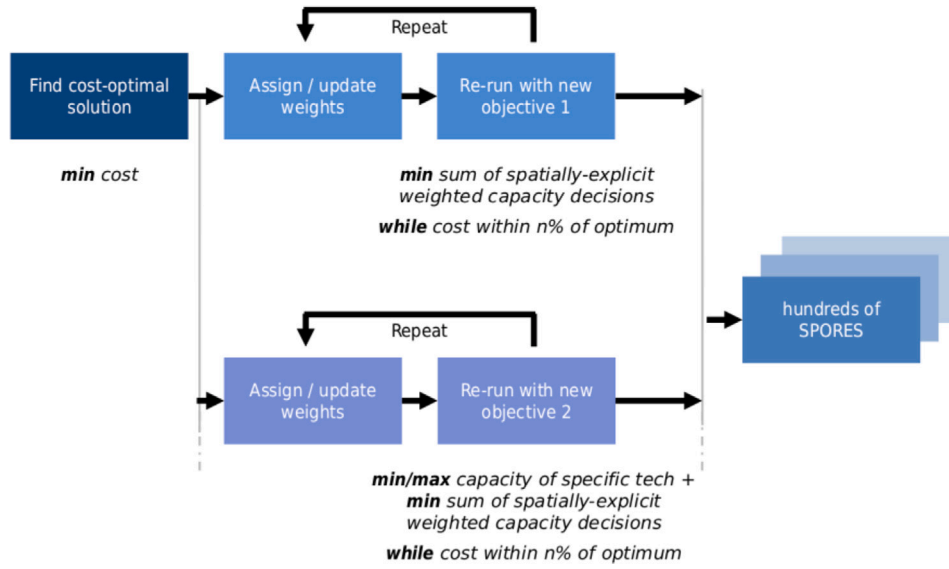 Repeat
Find cost-optimal
solution
Assign / update
weights
Re-run with new
objective 1
min cost
min sum of spatially-explicit
weighted capacity decisions
while cost within n% of optimum
hundreds of
SPORES
Repeat
Assign / update
weights
Re-run with new
objective 2
min/max capacity of specific tech +
min sum of spatially-explicit
weighted capacity decisions
while cost within n% of optimum